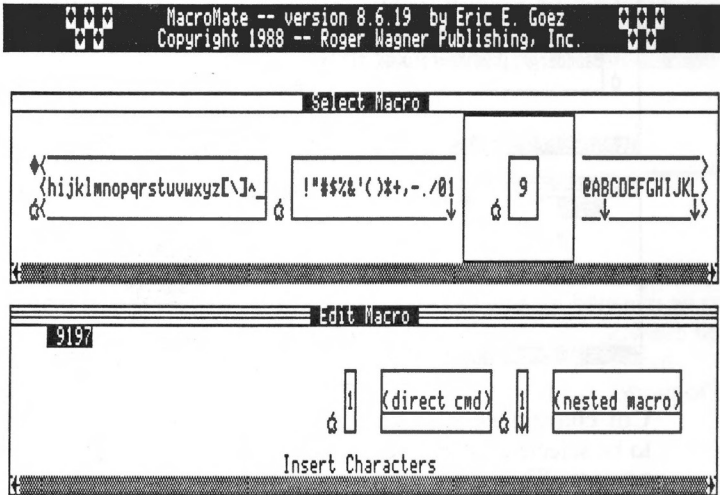 MacroMate -- version 8.6.19 by Eric E. Goez
Copyright 1988 -- Roger Wagner Publishing, Inc.
Select Macro
hijklmnopqrstuvwxyz[\]^_ !"#$%&'()*+,-./01 9 @ABCDEFGHIJKL
Edit Macro
9197
1 <direct cmd> 1 <nested macro>
Insert Characters